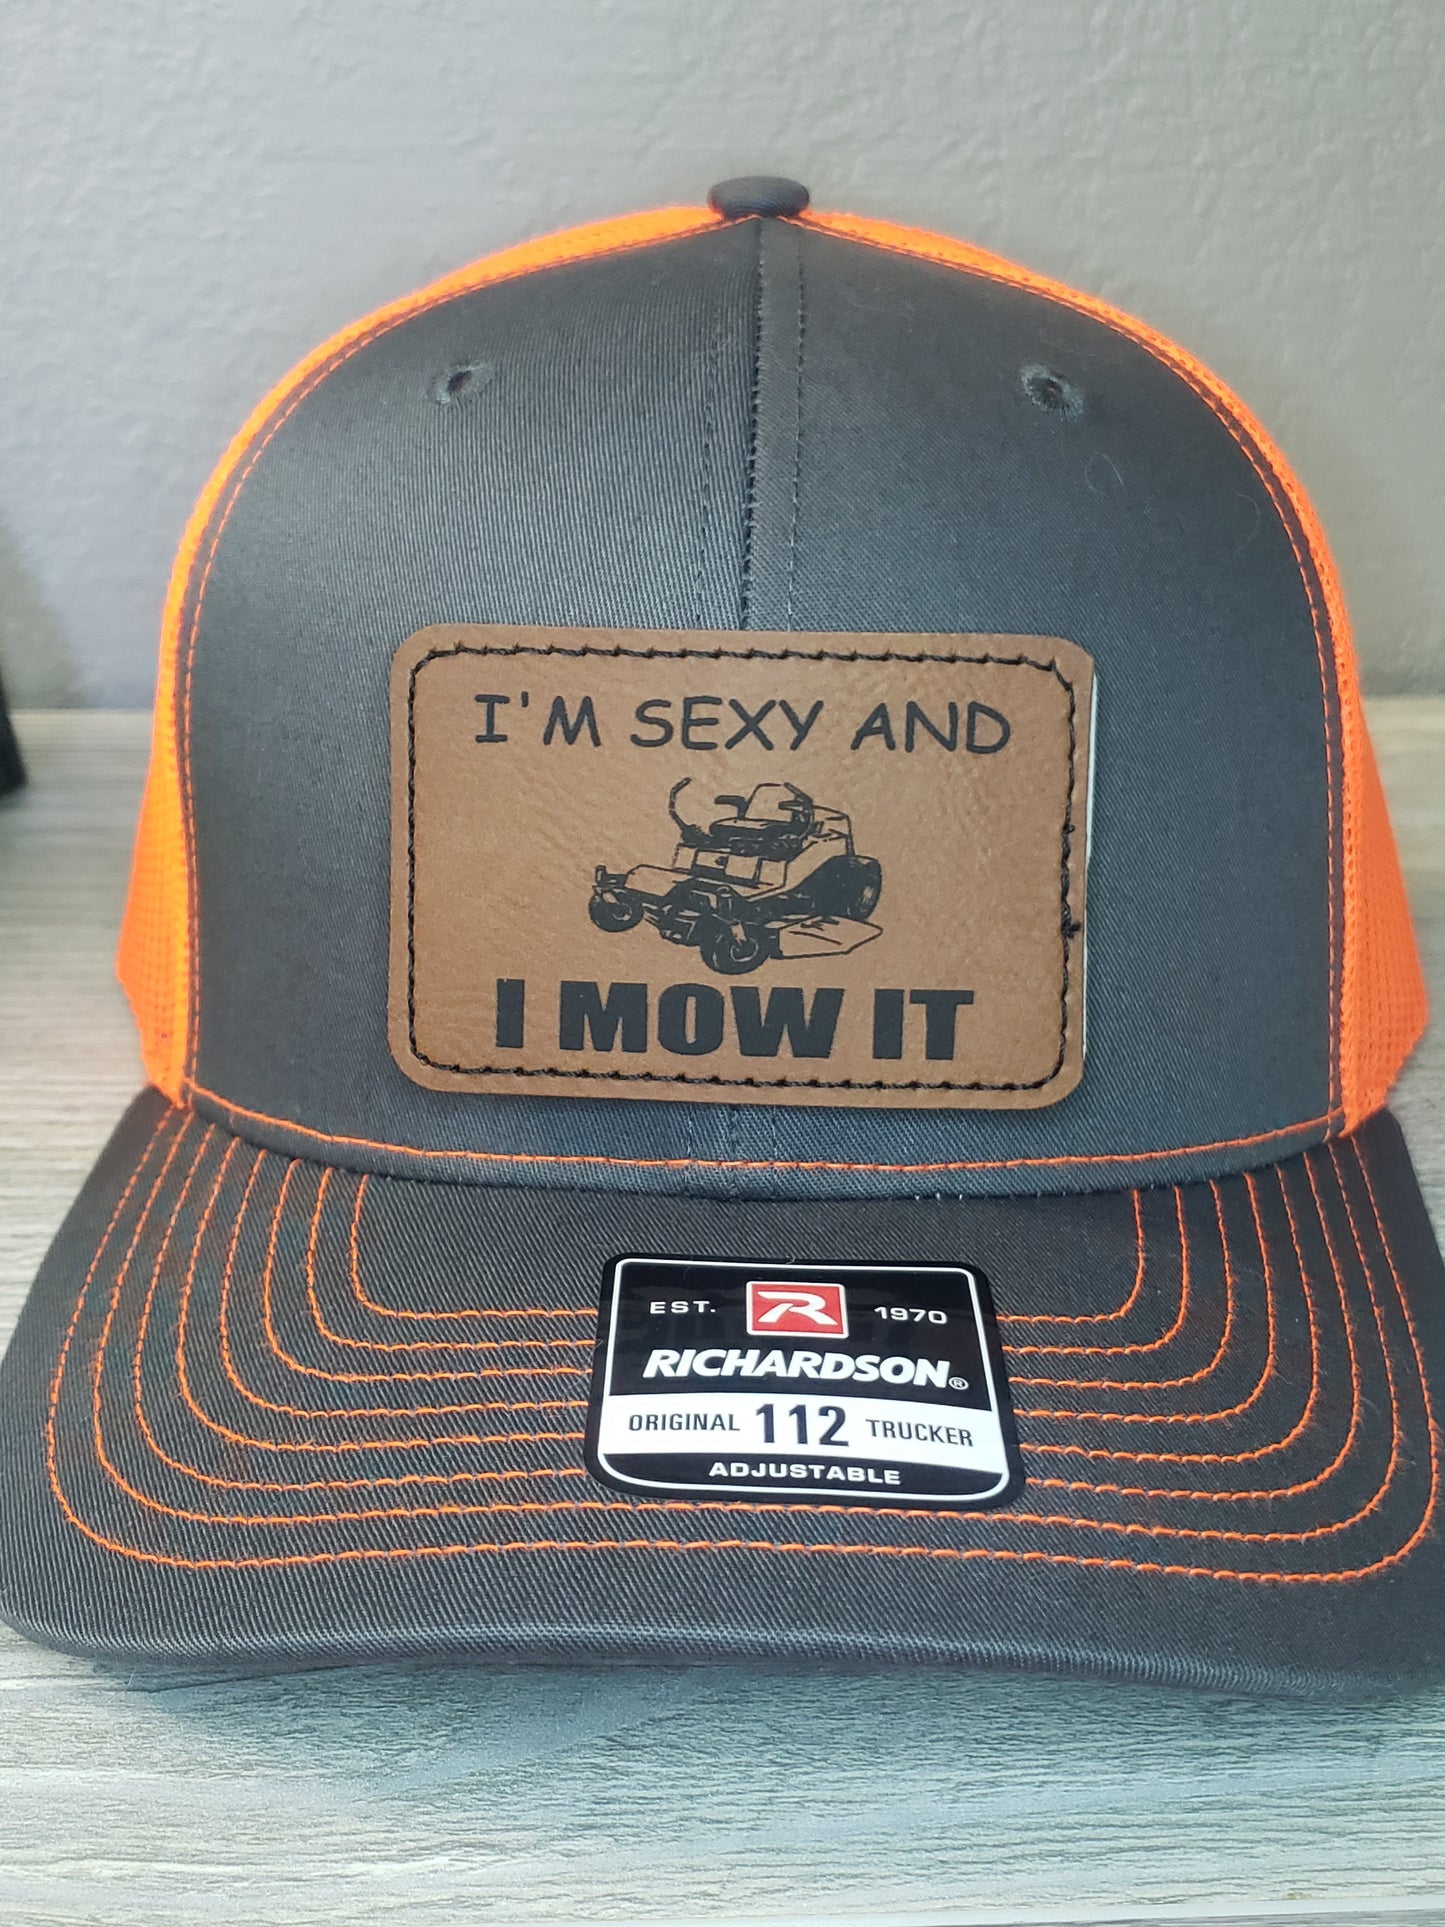 I'M SEXY AND
I MOW IT
EST. R 1970
RICHARDSON®
ORIGINAL 112 TRUCKER
ADJUSTABLE